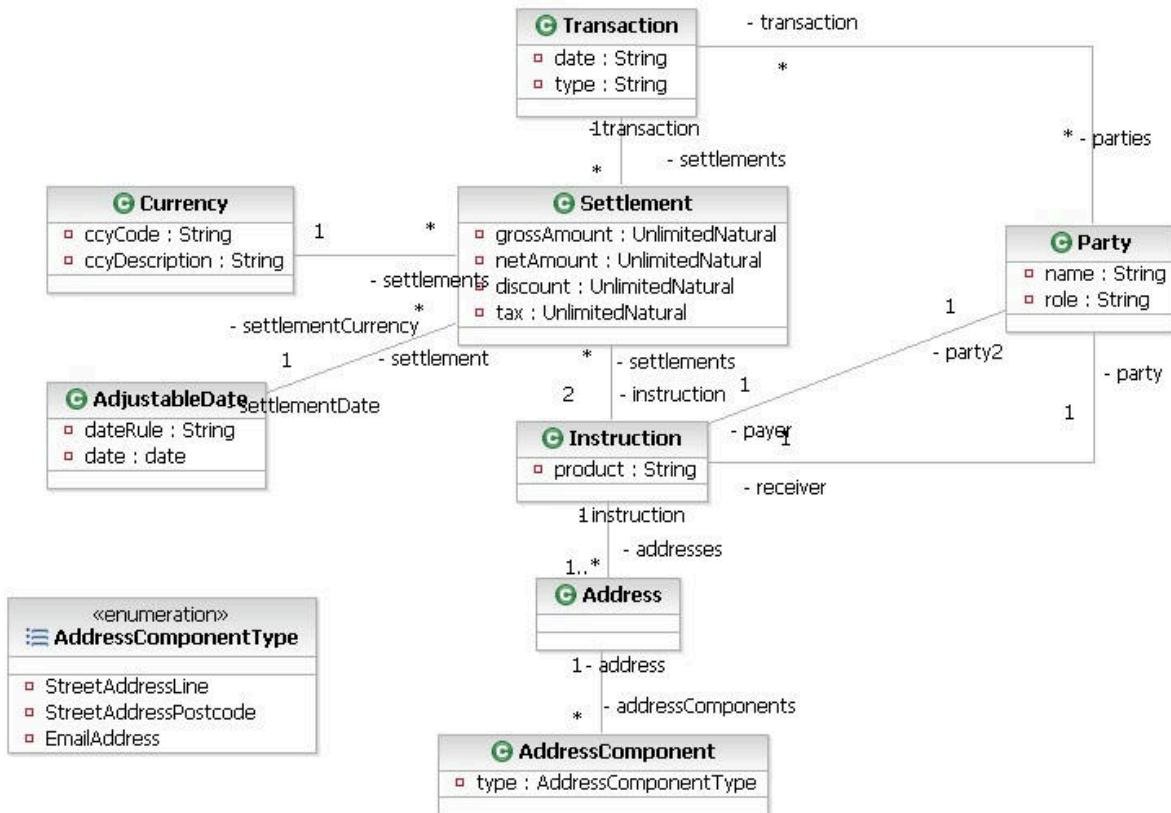 Transaction
date : String
type : String
- transaction
*
* - parties
-1transaction
* - settlements
Currency
ccyCode : String
ccyDescription : String
1
*
- settlements
Settlement
grossAmount : UnlimitedNatural
netAmount : UnlimitedNatural
discount : UnlimitedNatural
tax : UnlimitedNatural
Party
name : String
role : String
- settlementCurrency
*
1
- settlement
- settlementDate
AdjustableDate
dateRule : String
date : date
* - settlements
2 - instruction
1
- party2
- party
1
1
- payer
1
- receiver
Instruction
product : String
1 instruction
- addresses
1..*
Address
1 - address
- addressComponents
*
AddressComponent
type : AddressComponentType
«enumeration»
AddressComponentType
StreetAddressLine
StreetAddressPostcode
EmailAddress